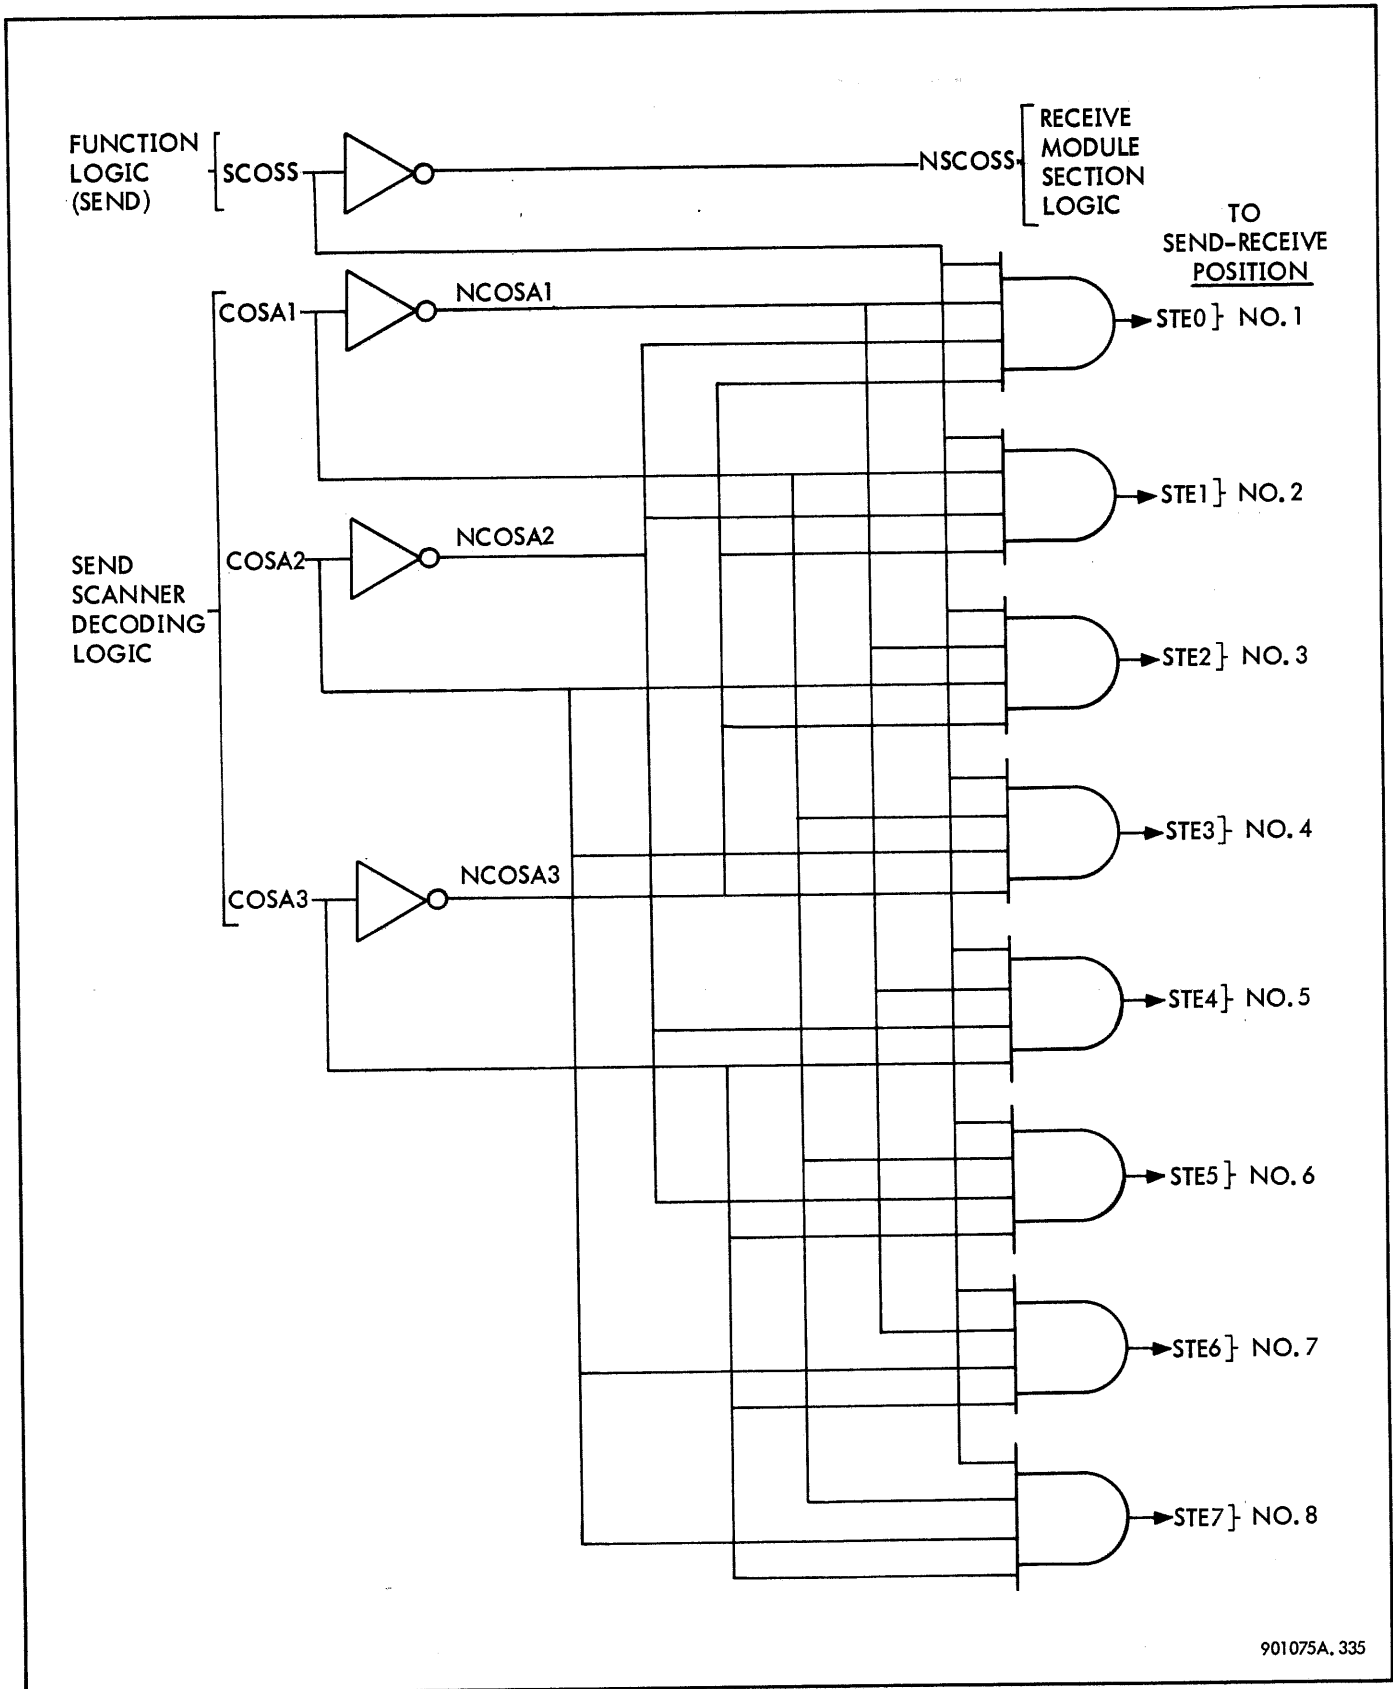 FUNCTION
LOGIC
(SEND)
SCOSS
NSCOSS
RECEIVE
MODULE
SECTION
LOGIC
TO
SEND-RECEIVE
POSITION
SEND
SCANNER
DECODING
LOGIC
COSA1
NCOSA1
COSA2
NCOSA2
COSA3
NCOSA3
STE0} NO. 1
STE1} NO. 2
STE2} NO. 3
STE3} NO. 4
STE4} NO. 5
STE5} NO. 6
STE6} NO. 7
STE7} NO. 8
901075A. 335